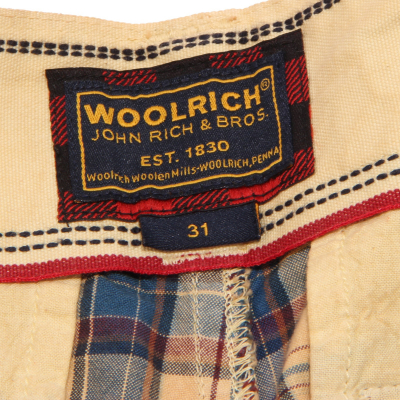 WOOLRICH®
JOHN RICH & BROS.
EST. 1830
Woolrich Woolen Mills-WOOLRICH, PENNA
31